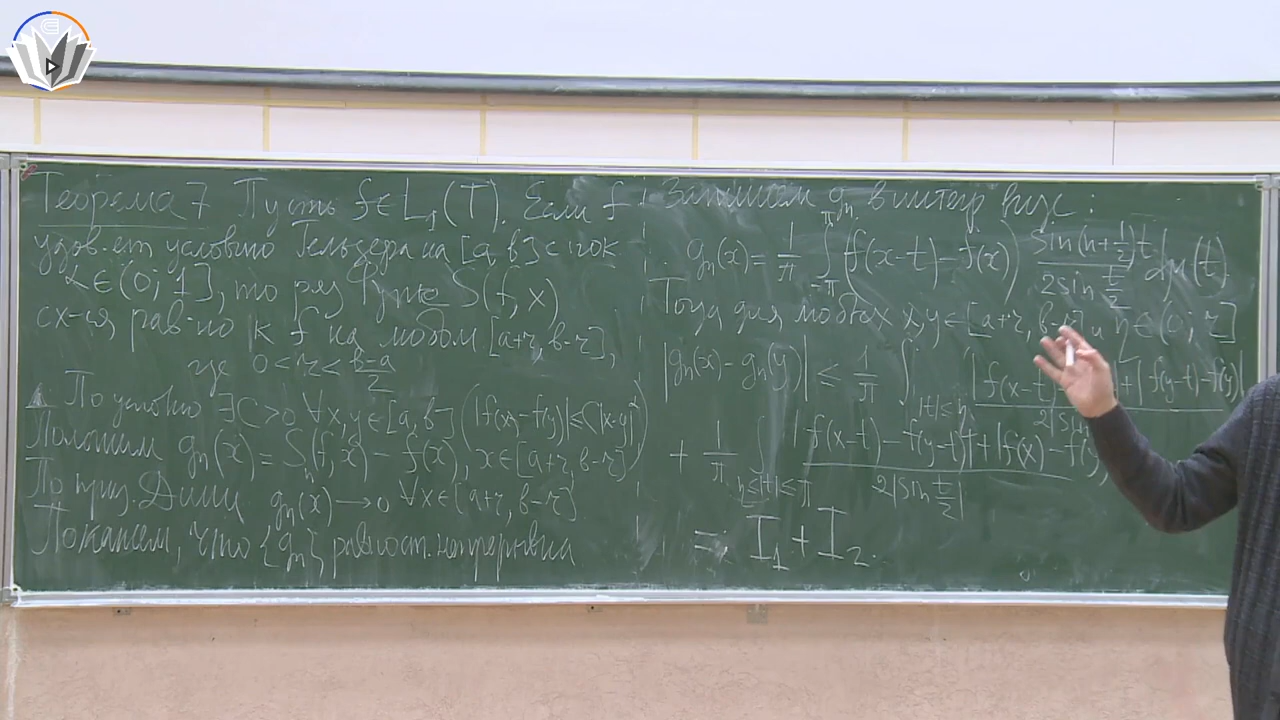 Теорема 7 Пусть f ∈ L₁(T). Если f
удов-ет условию Гельдера на [a, b] с пок
α ∈ (0; 1], то ряд Фурье S(f, x)
сх-ся рав-но к f на любом [a+r, b-r],
где 0 < r < (b-a)/2
▲ По условию ∃C>0 ∀x,y∈[a,b] (|f(x)-f(y)| ≤ C|x-y|^α)
Положим gₙ(x) = Sₙ(f, x) - f(x), x∈[a+r, b-r]
По приз. Дини gₙ(x) → 0 ∀x∈[a+r, b-r].
Покажем, что {gₙ} равност. непрерывна
Запишем gₙ в интегр виде:
gₙ(x) = 1/π ∫_{-π}^{π} (f(x-t) - f(x)) sin(n+1/2)t / 2sin t/2 dμ(t).
Тогда для любых x,y ∈ [a+r, b-r] и η ∈ (0; r]
|gₙ(x) - gₙ(y)| ≤ 1/π ∫_{|t|≤η} |f(x-t) + |f(y-t)-f(y)| / 2|sin
+ 1/π ∫_{η≤|t|≤π} |f(x-t) - f(y-t)| + |f(x) - f(y) / 2|sin t/2|
=: I₁ + I₂.